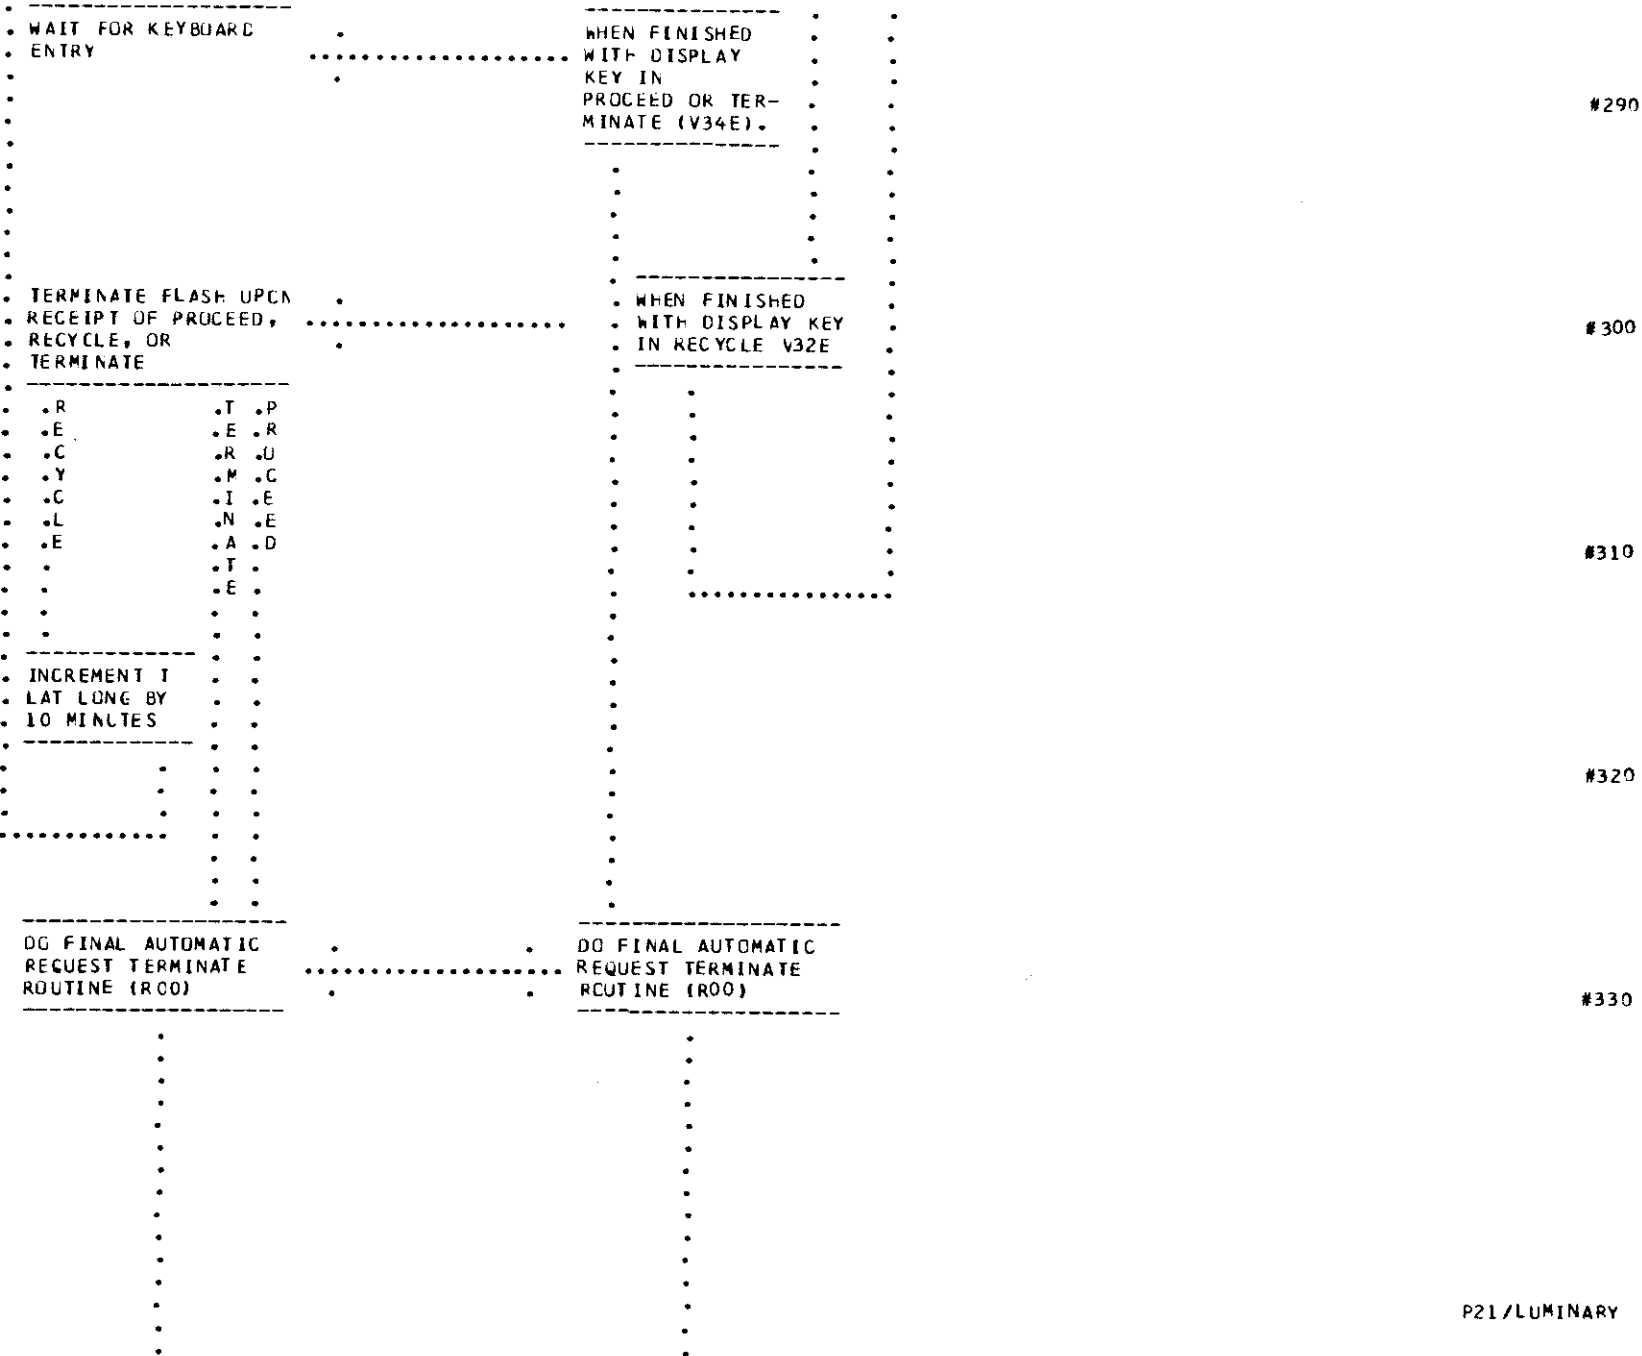 WAIT FOR KEYBOARD
ENTRY
WHEN FINISHED
WITH DISPLAY
KEY IN
PROCEED OR TER-
MINATE (V34E).
#290
TERMINATE FLASH UPON
RECEIPT OF PROCEED,
RECYCLE, OR
TERMINATE
WHEN FINISHED
WITH DISPLAY KEY
IN RECYCLE V32E
#300
RECYCLE
TERMINATE
PROCEED
#310
INCREMENT T
LAT LONG BY
10 MINUTES
#320
DO FINAL AUTOMATIC
REQUEST TERMINATE
ROUTINE (R00)
DO FINAL AUTOMATIC
REQUEST TERMINATE
ROUTINE (R00)
#330
P21/LUMINARY